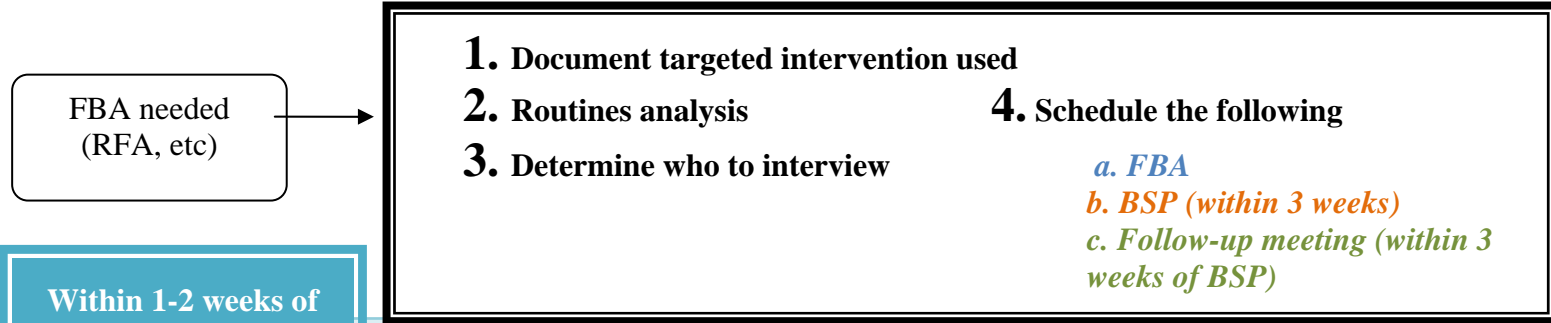 FBA needed
(RFA, etc)
1. Document targeted intervention used
2. Routines analysis
3. Determine who to interview
4. Schedule the following
a. FBA
b. BSP (within 3 weeks)
c. Follow-up meeting (within 3
weeks of BSP)
Within 1-2 weeks of